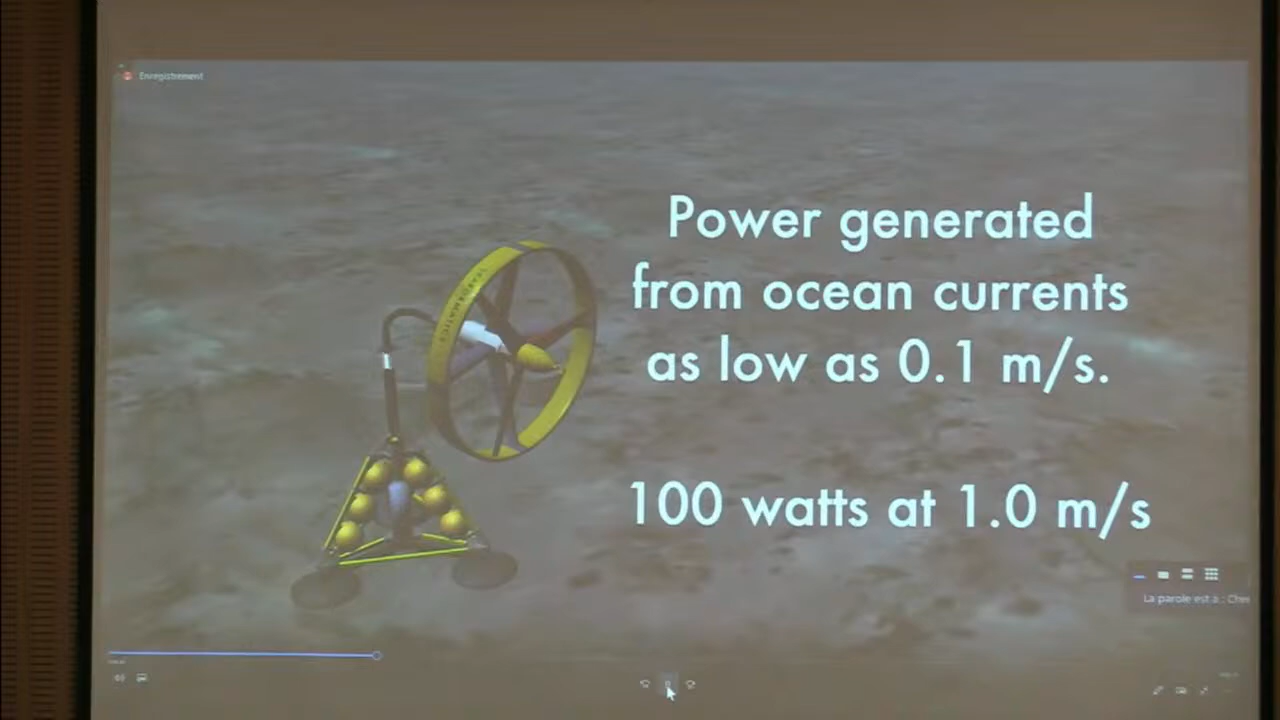 Enregistrement
Power generated
from ocean currents
as low as 0.1 m/s.
100 watts at 1.0 m/s
La parole est à :